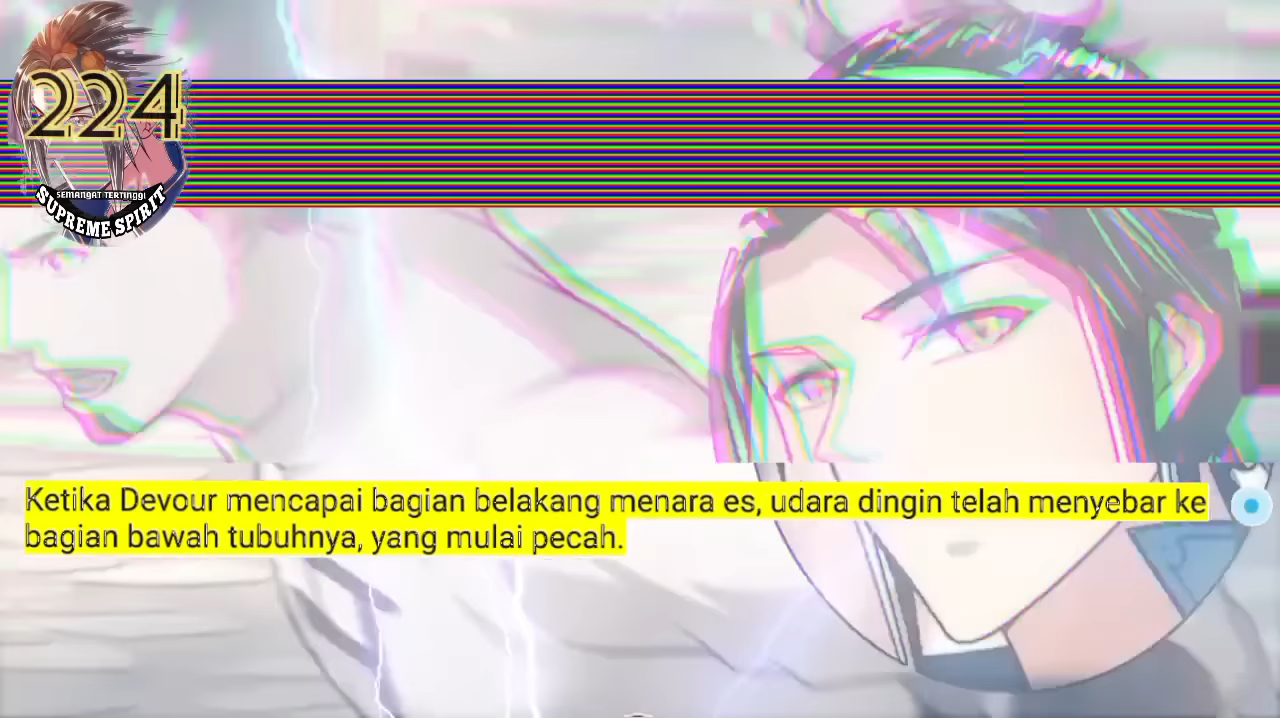 224
SEMANGAT TERTINGGI
SUPREME SPIRIT
Ketika Devour mencapai bagian belakang menara es, udara dingin telah menyebar ke
bagian bawah tubuhnya, yang mulai pecah.